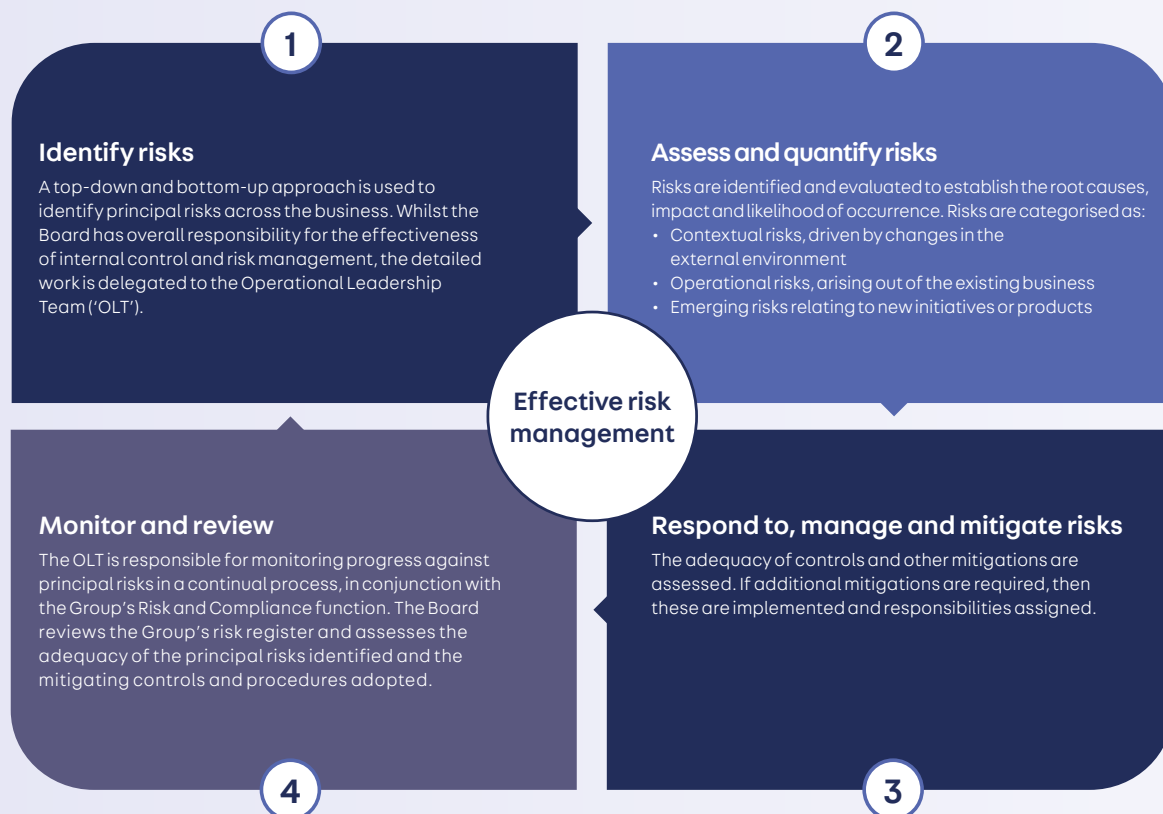 1
Identify risks
A top-down and bottom-up approach is used to
identify principal risks across the business. Whilst the
Board has overall responsibility for the effectiveness
of internal control and risk management, the detailed
work is delegated to the Operational Leadership
Team (‘OLT’).
2
Assess and quantify risks
Risks are identified and evaluated to establish the root causes,
impact and likelihood of occurrence. Risks are categorised as:
• Contextual risks, driven by changes in the
external environment
• Operational risks, arising out of the existing business
• Emerging risks relating to new initiatives or products
Effective risk
management
Respond to, manage and mitigate risks
The adequacy of controls and other mitigations are
assessed. If additional mitigations are required, then
these are implemented and responsibilities assigned.
3
Monitor and review
The OLT is responsible for monitoring progress against
principal risks in a continual process, in conjunction with
the Group’s Risk and Compliance function. The Board
reviews the Group’s risk register and assesses the
adequacy of the principal risks identified and the
mitigating controls and procedures adopted.
4